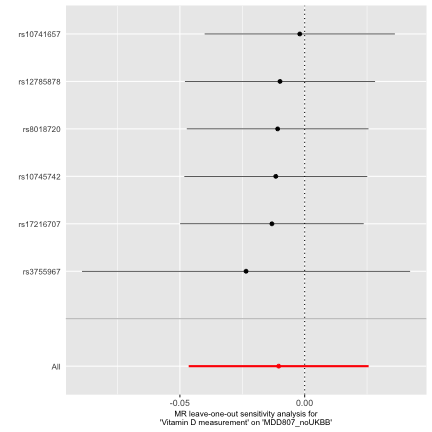 rs10741657
rs12785878
rs8018720
rs10745742
rs17216707
rs3755967
All
-0.05 0.00
MR leave-one-out sensitivity analysis for
'Vitamin D measurement' on 'MDD807_noUKBB'